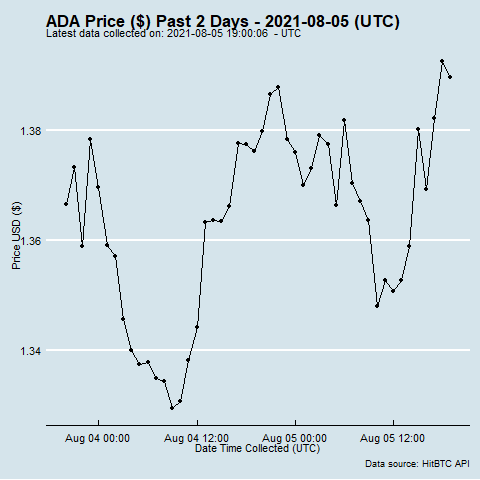 ADA Price ($) Past 2 Days - 2021-08-05 (UTC)
Latest data collected on: 2021-08-05 19:00:06 - UTC
Price USD ($)
1.38
1.36
1.34
Aug 04 00:00 Aug 04 12:00 Aug 05 00:00 Aug 05 12:00
Date Time Collected (UTC)
Data source: HitBTC API